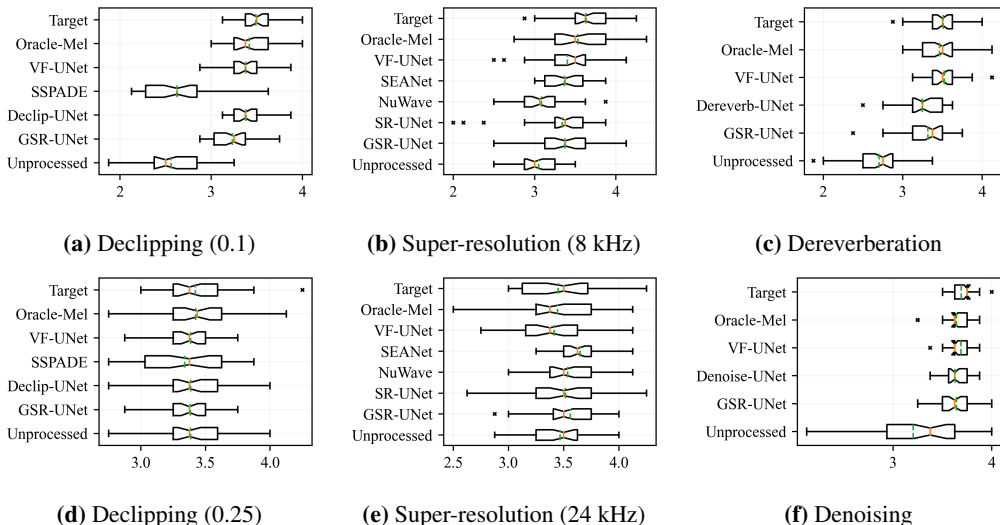 Target
Oracle-Mel
VF-UNet
SSPADE
Declip-UNet
GSR-UNet
Unprocessed
2 3 4
(a) Declipping (0.1)
Target
Oracle-Mel
VF-UNet
SEANet
NuWave
SR-UNet
GSR-UNet
Unprocessed
2 3 4
(b) Super-resolution (8 kHz)
Target
Oracle-Mel
VF-UNet
Dereverb-UNet
GSR-UNet
Unprocessed
2 3 4
(c) Dereverberation
Target
Oracle-Mel
VF-UNet
SSPADE
Declip-UNet
GSR-UNet
Unprocessed
3.0 3.5 4.0
(d) Declipping (0.25)
Target
Oracle-Mel
VF-UNet
SEANet
NuWave
SR-UNet
GSR-UNet
Unprocessed
2.5 3.0 3.5 4.0
(e) Super-resolution (24 kHz)
Target
Oracle-Mel
VF-UNet
Denoise-UNet
GSR-UNet
Unprocessed
3 4
(f) Denoising